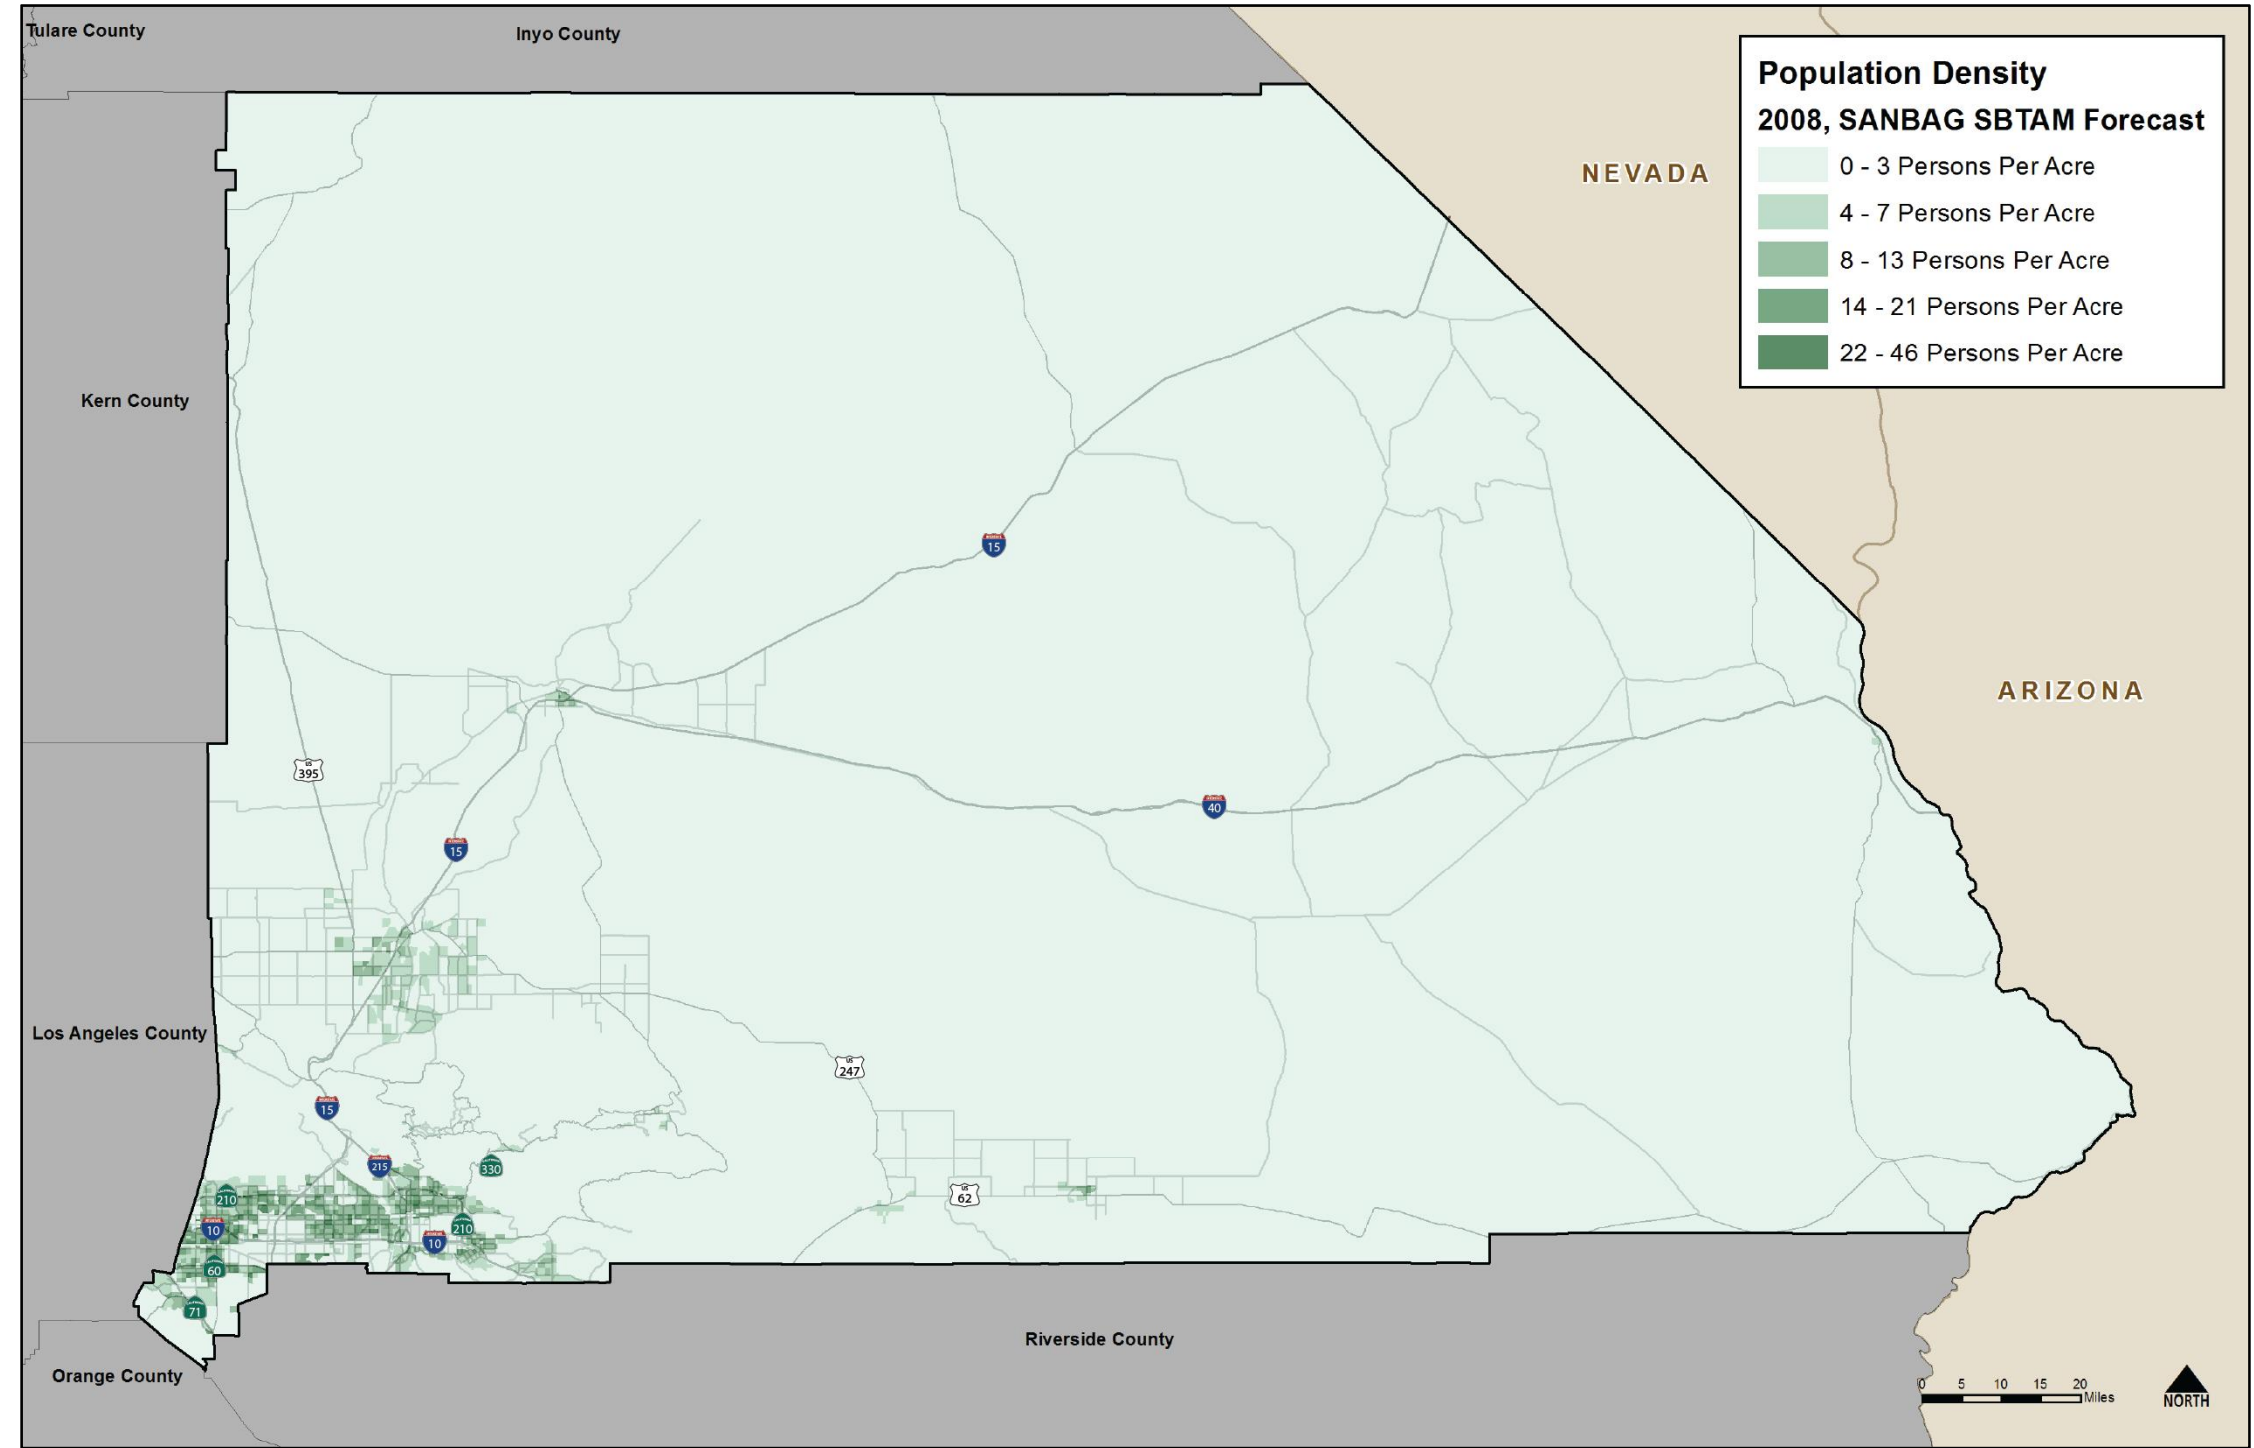 Tulare County
Inyo County
Population Density
2008, SANBAG SBTAM Forecast
0 - 3 Persons Per Acre
4 - 7 Persons Per Acre
8 - 13 Persons Per Acre
14 - 21 Persons Per Acre
22 - 46 Persons Per Acre
NEVADA
Kern County
15
ARIZONA
US
395
40
15
Los Angeles County
US
247
15
215
330
210
US
62
10
210
10
60
71
Riverside County
Orange County
0 5 10 15 20
Miles
NORTH